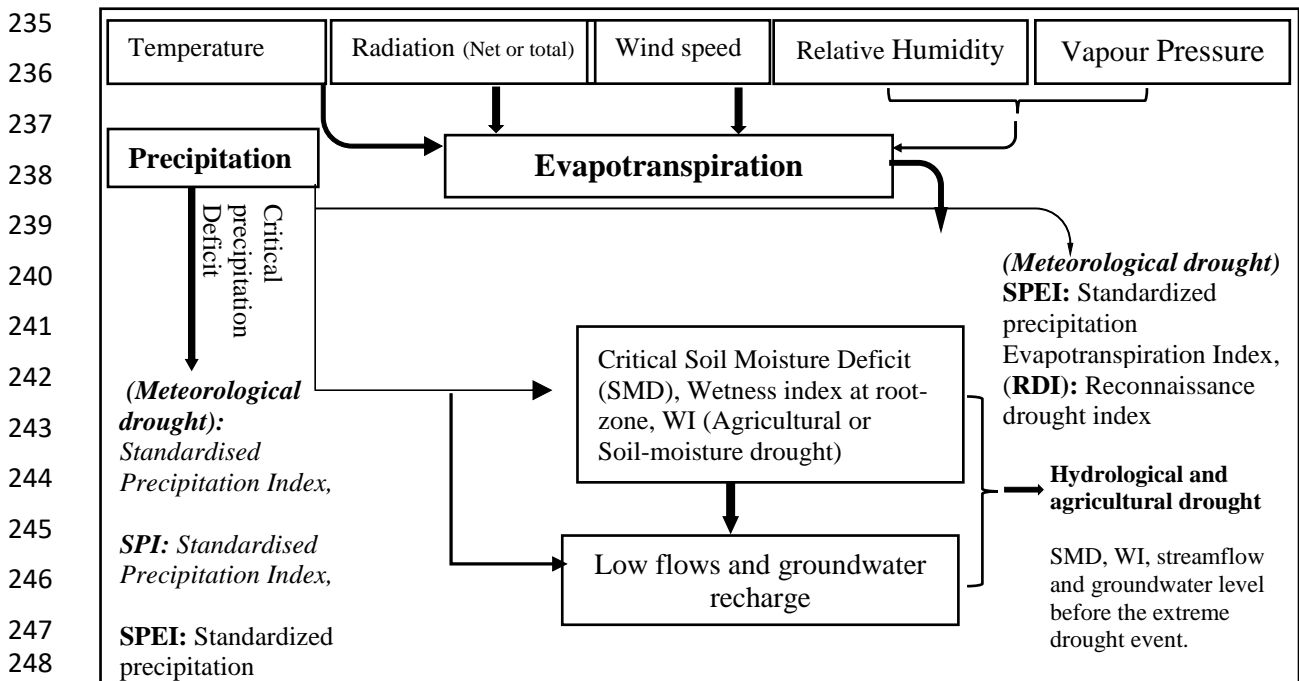 235
236
237
238
239
240
241
242
243
244
245
246
247
248
Temperature
Radiation (Net or total)
Wind speed
Relative Humidity
Vapour Pressure
Precipitation
Evapotranspiration
Critical
precipitation
Deficit
(Meteorological drought)
SPEI: Standardized
precipitation
Evapotranspiration Index,
(RDI): Reconnaissance
drought index
Critical Soil Moisture Deficit
(SMD), Wetness index at root-
zone, WI (Agricultural or
Soil-moisture drought)
(Meteorological
drought):
Standardised
Precipitation Index,
SPI: Standardised
Precipitation Index,
SPEI: Standardized
precipitation
Low flows and groundwater
recharge
Hydrological and
agricultural drought
SMD, WI, streamflow
and groundwater level
before the extreme
drought event.